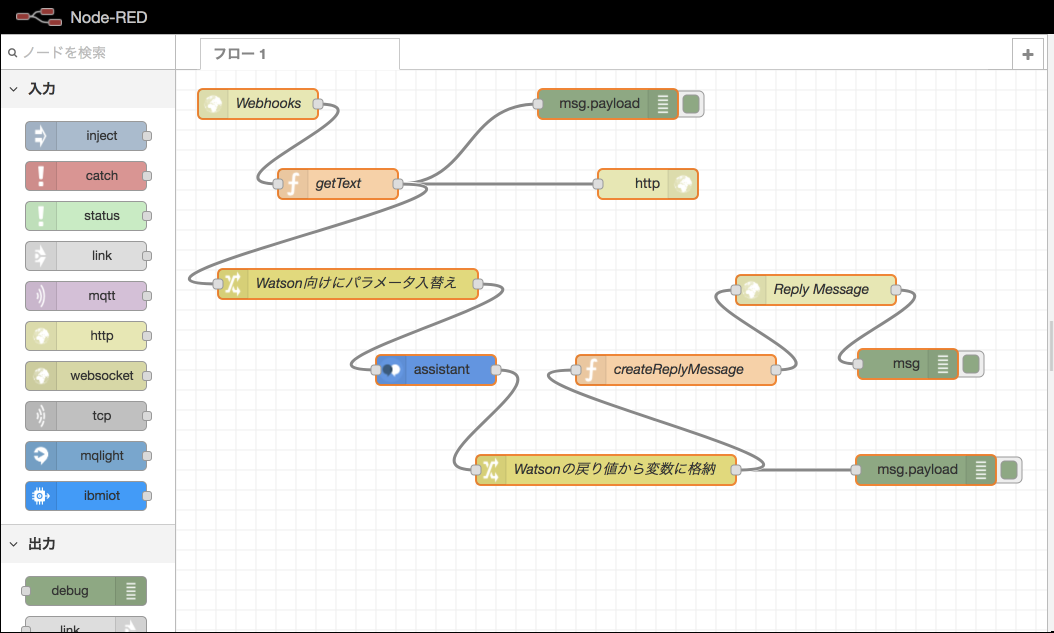 Node-RED
ノードを検索
フロー 1
入力
inject
catch
status
link
mqtt
http
websocket
tcp
mqlight
ibmiot
出力
debug
link
Webhooks
msg.payload
getText
http
Watson向けにパラメータ入替え
Reply Message
assistant
createReplyMessage
msg
Watsonの戻り値から変数に格納
msg.payload